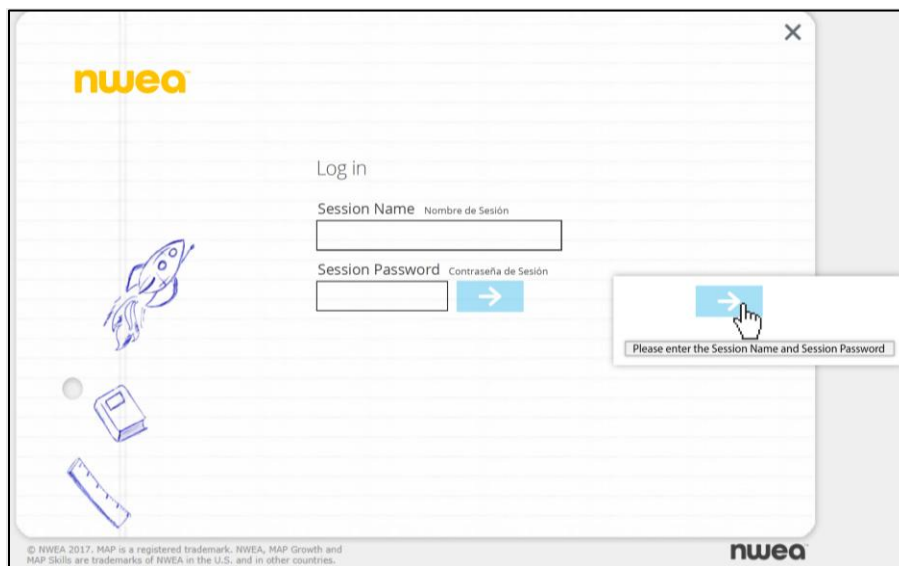 nwea
Log in
Session Name Nombre de Sesión
Session Password Contraseña de Sesión
Please enter the Session Name and Session Password
© NWEA 2017. MAP is a registered trademark. NWEA, MAP Growth and
MAP Skills are trademarks of NWEA in the U.S. and in other countries.
nwea